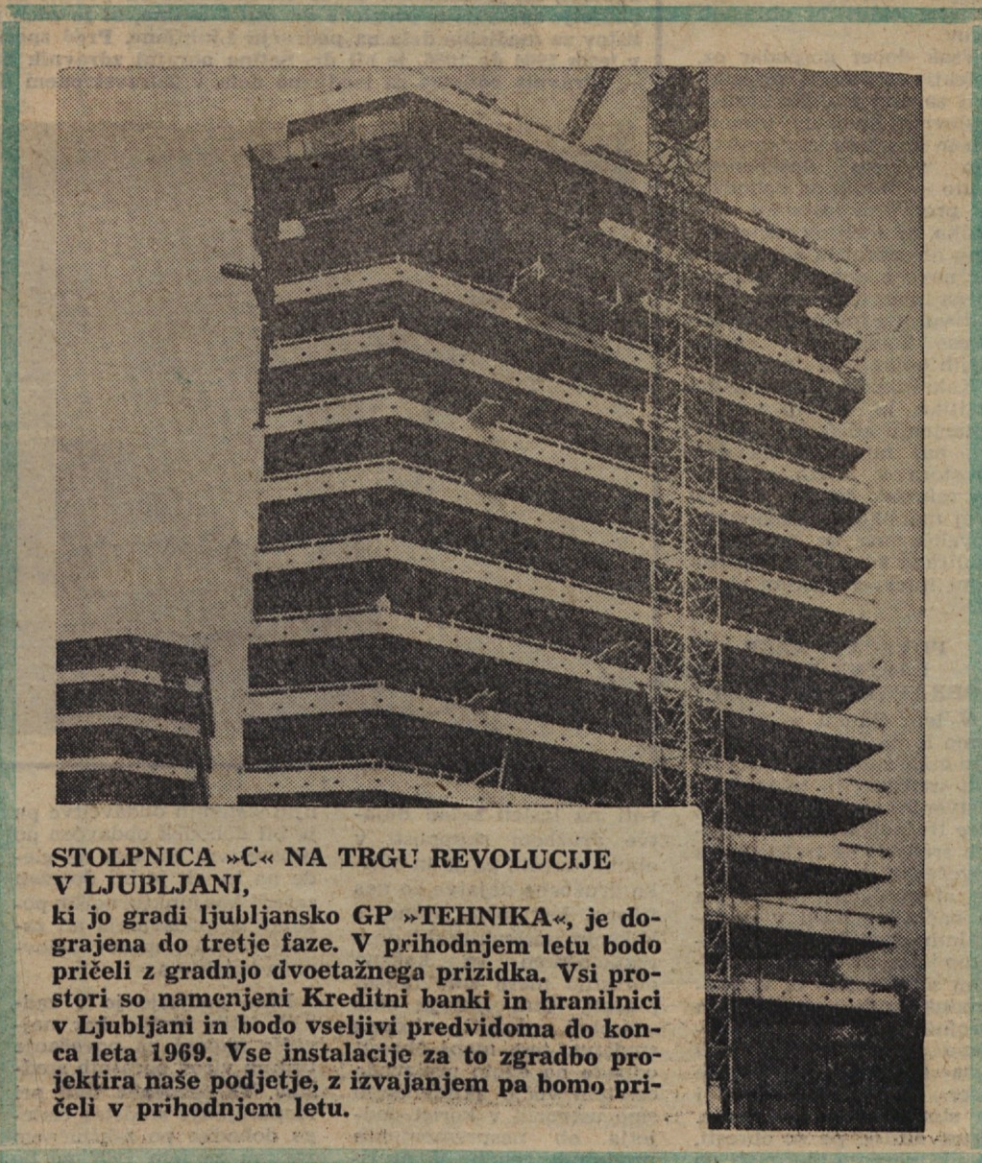 STOLPNICA »C« NA TRGU REVOLUCIJE
V LJUBLJANI,
ki jo gradi ljubljansko GP »TEHNIKA«, je do-
grajena do tretje faze. V prihodnjem letu bodo
pričeli z gradnjo dvoetažnega prizidka. Vsi pro-
stori so namenjeni Kreditni banki in hranilnici
v Ljubljani in bodo vseljivi predvidoma do kon-
ca leta 1969. Vse instalacije za to zgradbo pro-
jektira naše podjetje, z izvajanjem pa bomo pri-
čeli v prihodnjem letu.